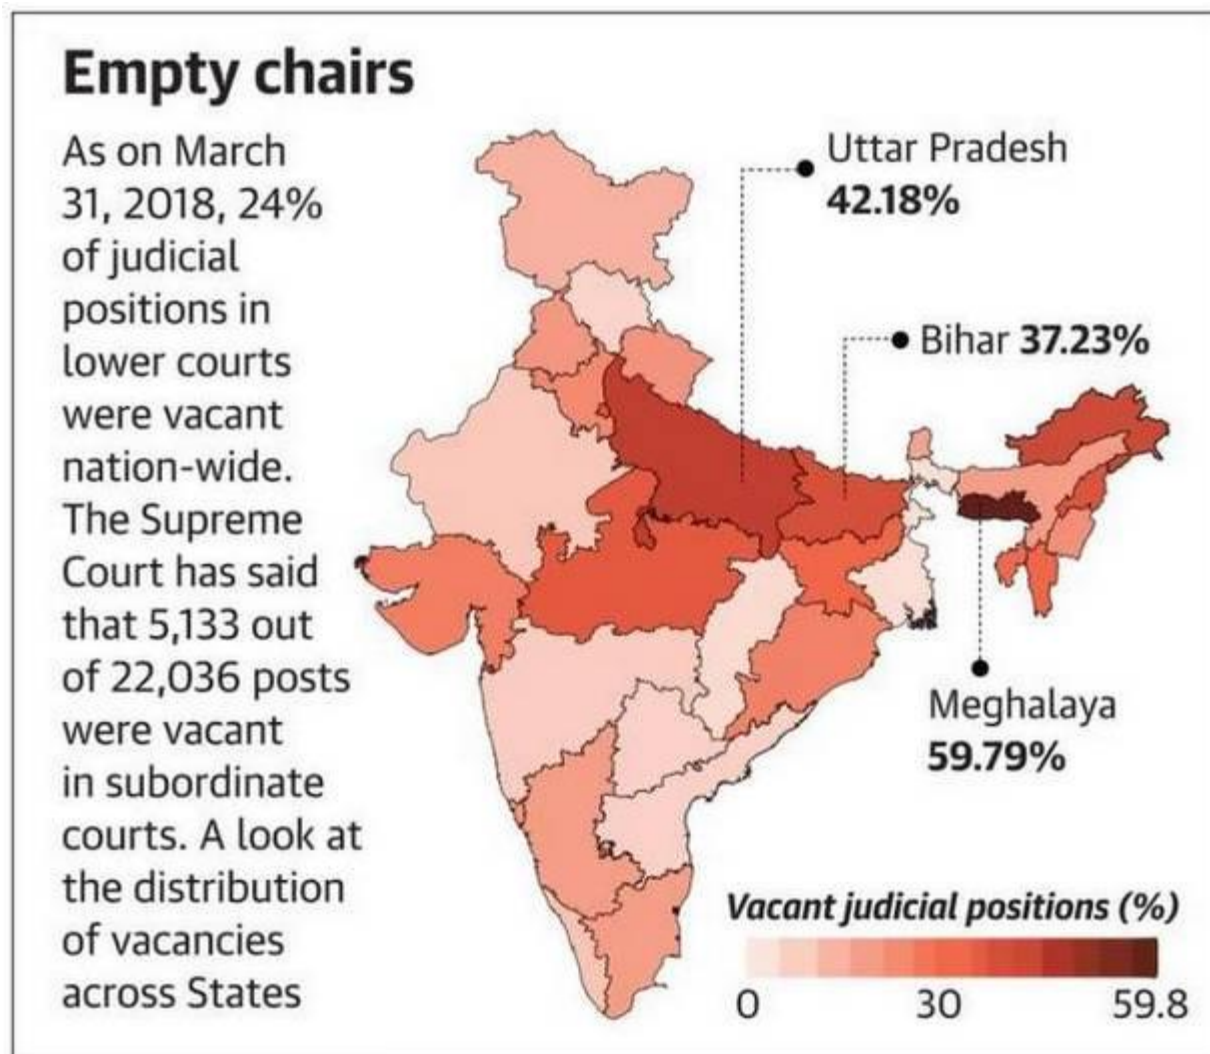 Empty chairs
As on March
31, 2018, 24%
of judicial
positions in
lower courts
were vacant
nation-wide.
The Supreme
Court has said
that 5,133 out
of 22,036 posts
were vacant
in subordinate
courts. A look at
the distribution
of vacancies
across States
Uttar Pradesh
42.18%
Bihar 37.23%
Meghalaya
59.79%
Vacant judicial positions (%)
0 30 59.8